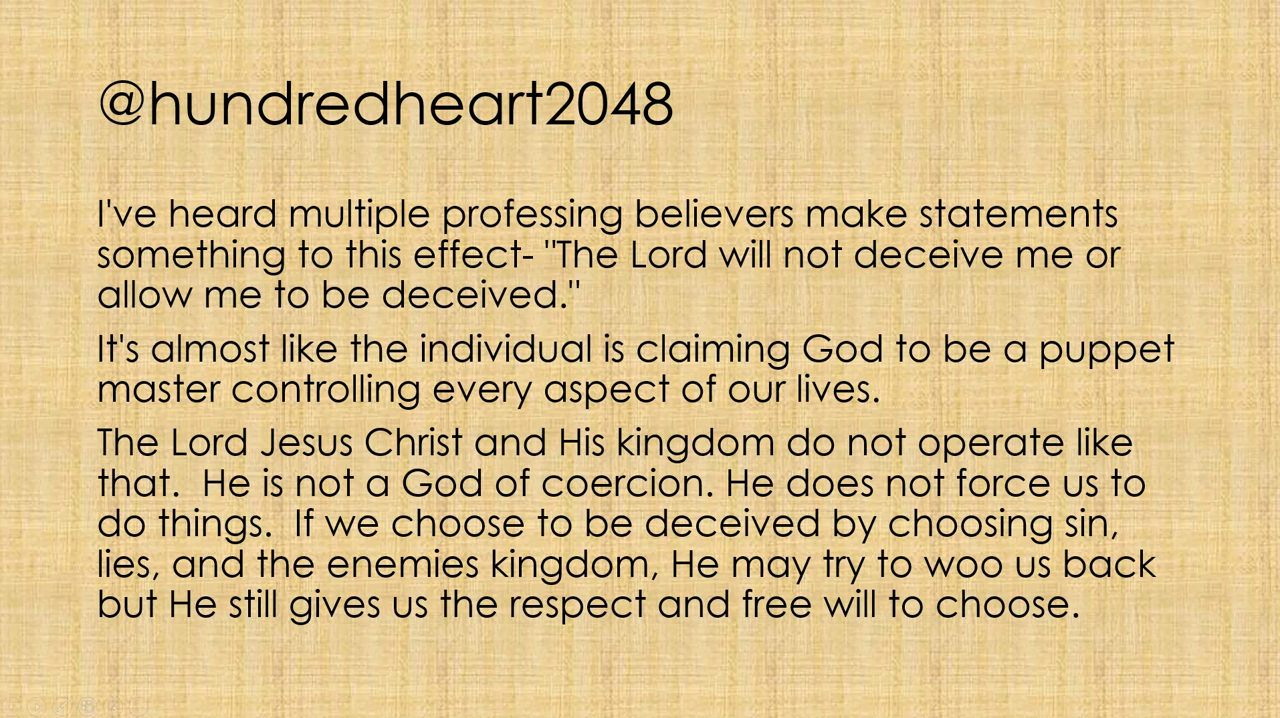 @hundredheart2048
I've heard multiple professing believers make statements
something to this effect- "The Lord will not deceive me or
allow me to be deceived."
It's almost like the individual is claiming God to be a puppet
master controlling every aspect of our lives.
The Lord Jesus Christ and His kingdom do not operate like
that.  He is not a God of coercion. He does not force us to
do things.  If we choose to be deceived by choosing sin,
lies, and the enemies kingdom, He may try to woo us back
but He still gives us the respect and free will to choose.